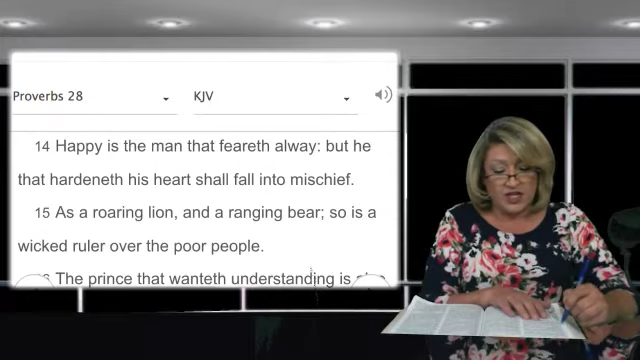 Proverbs 28
KJV
14 Happy is the man that feareth alway: but he
that hardeneth his heart shall fall into mischief.
15 As a roaring lion, and a ranging bear; so is a
wicked ruler over the poor people.
The prince that wanteth understanding is